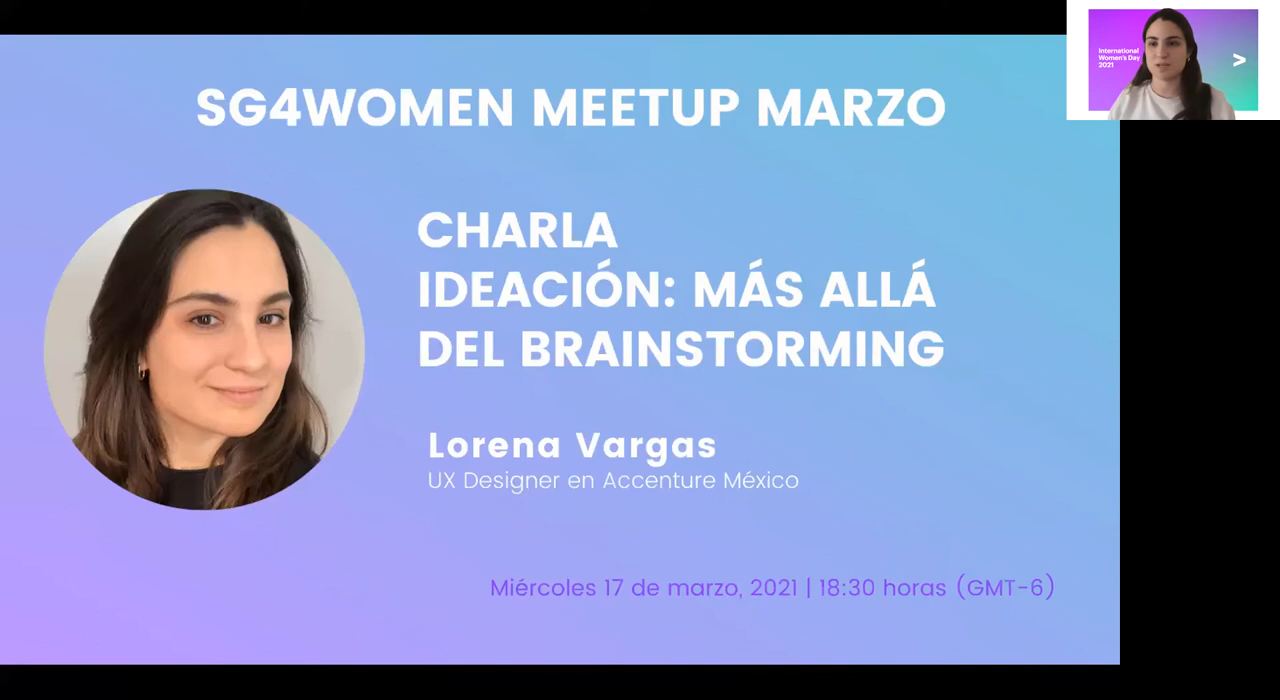 SG4WOMEN MEETUP MARZO
CHARLA
IDEACIÓN: MÁS ALLÁ
DEL BRAINSTORMING
Lorena Vargas
UX Designer en Accenture México
Miércoles 17 de marzo, 2021 | 18:30 horas (GMT-6)
International
Women's Day
2021